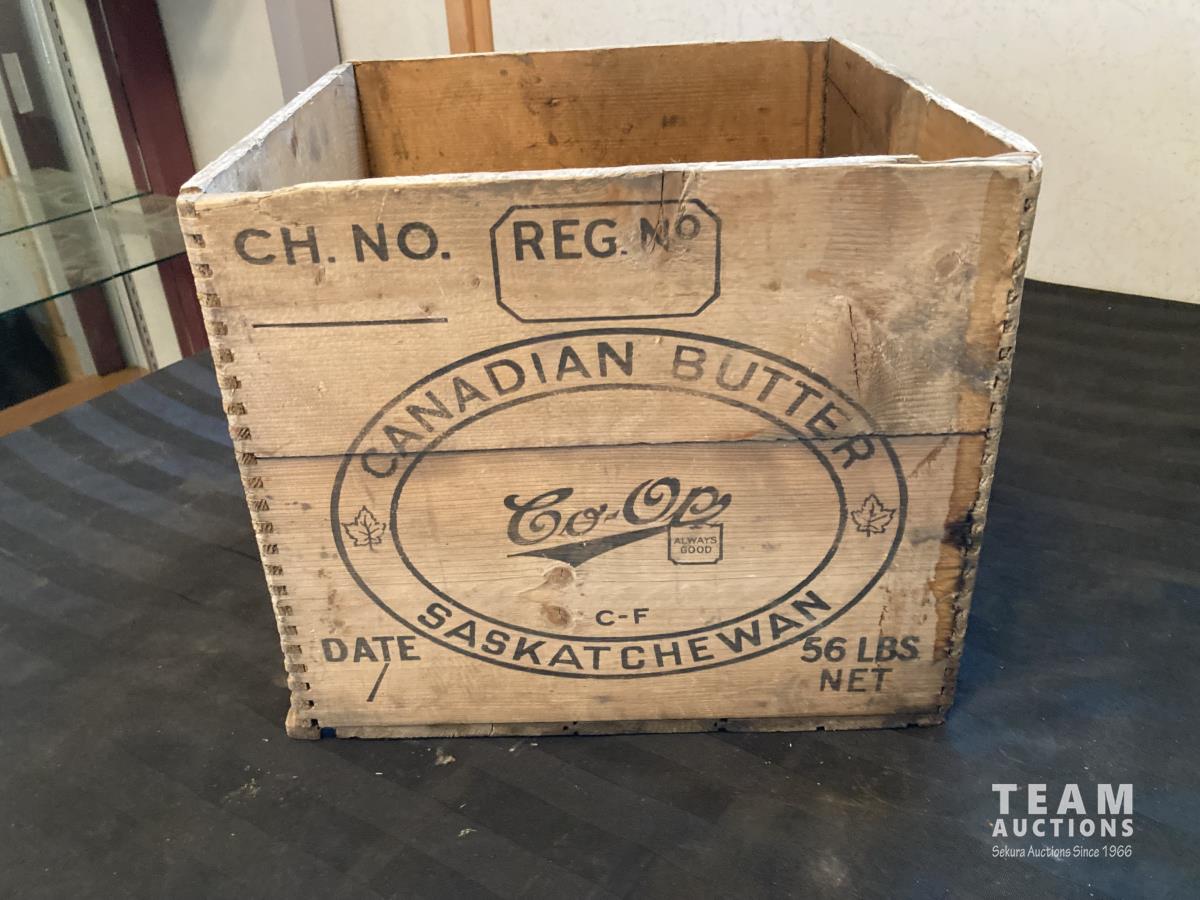 CH. NO.
REG. No
CANADIAN BUTTER
Co-Op
ALWAYS
GOOD
C-F
SASKATCHEWAN
DATE
/
56 LBS
NET
TEAM
AUCTIONS
Sekura Auctions Since 1966